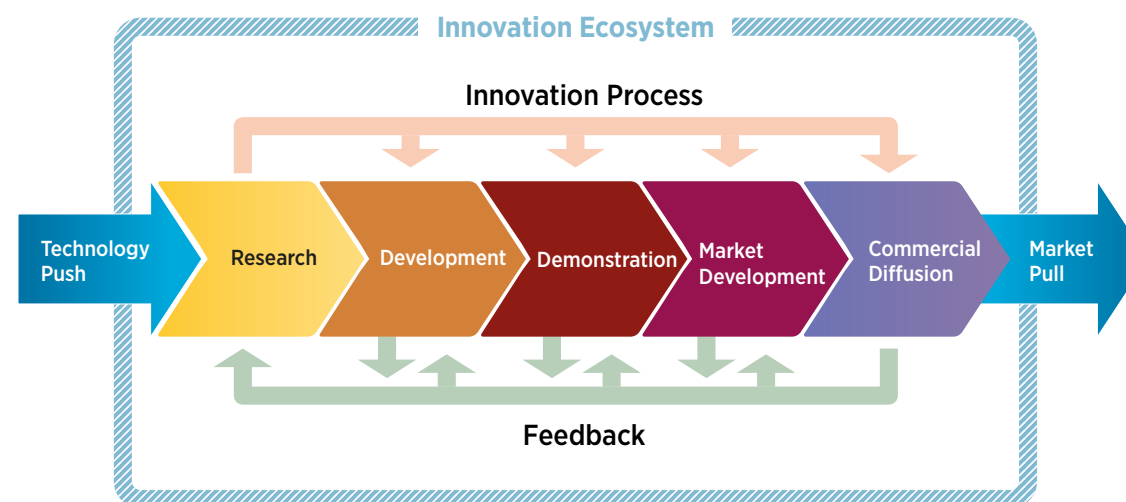 Innovation Ecosystem
Innovation Process
Technology
Push
Research
Development
Demonstration
Market
Development
Commercial
Diffusion
Market
Pull
Feedback